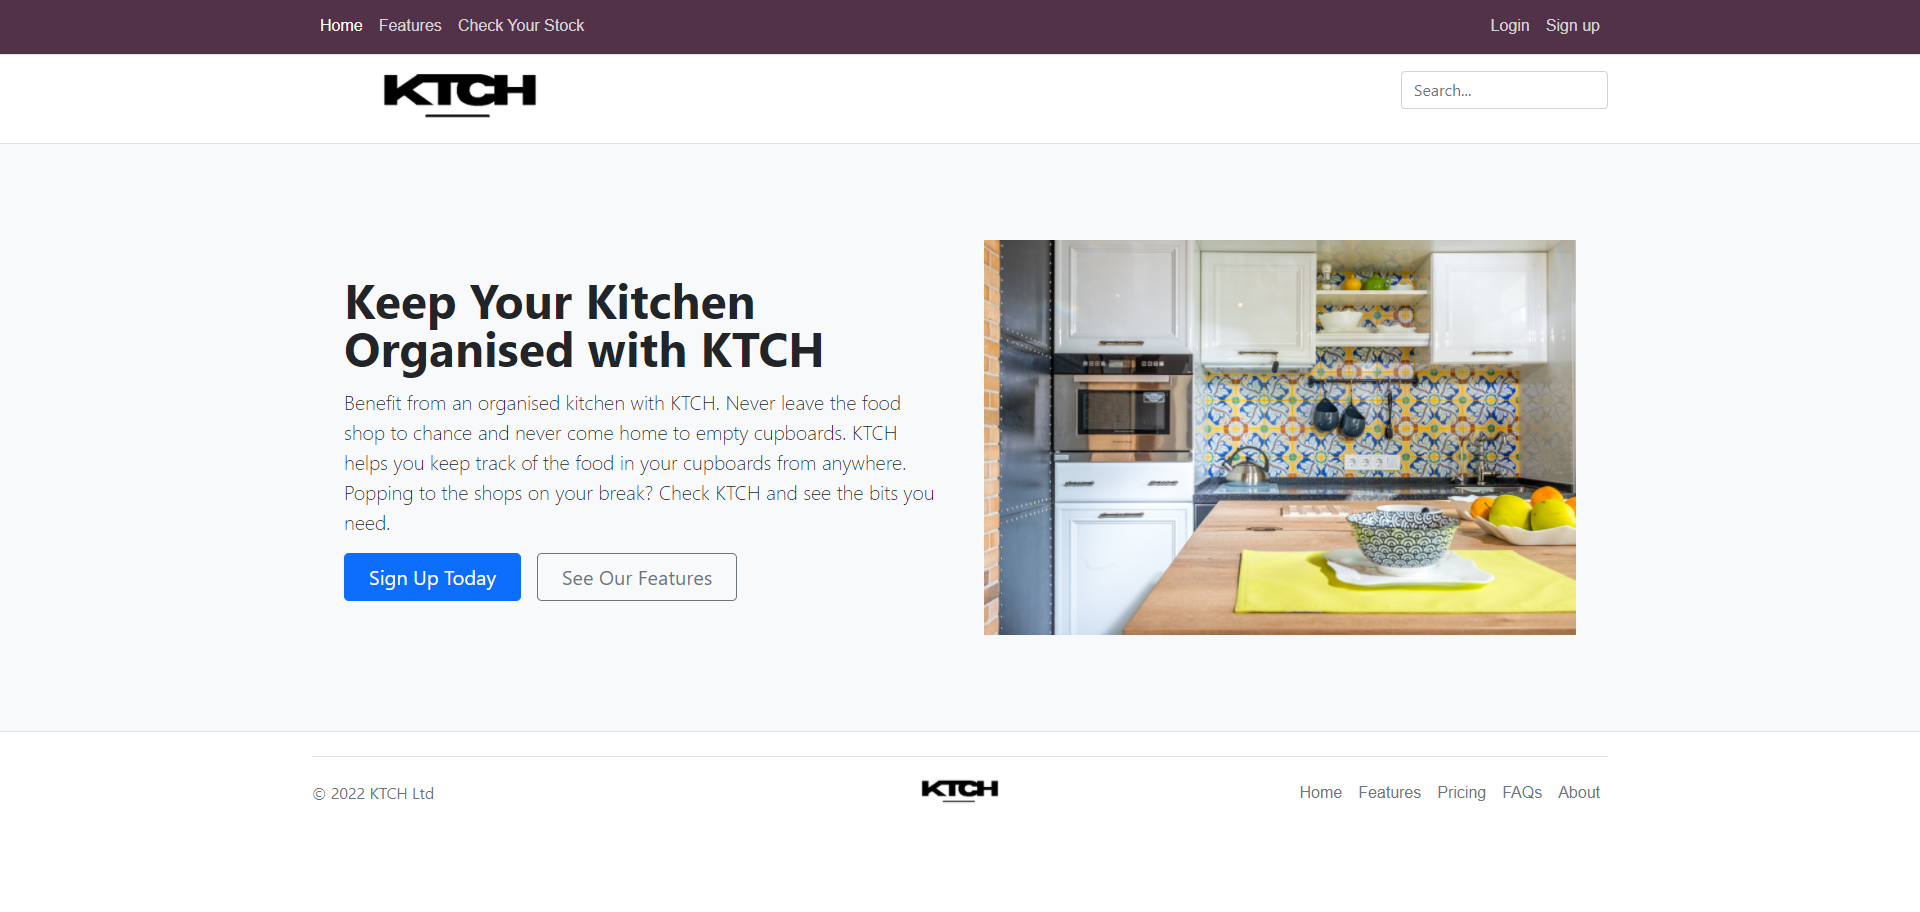 Home Features Check Your Stock Login Sign up
KTCH
Search...
Keep Your Kitchen
Organised with KTCH
Benefit from an organised kitchen with KTCH. Never leave the food
shop to chance and never come home to empty cupboards. KTCH
helps you keep track of the food in your cupboards from anywhere.
Popping to the shops on your break? Check KTCH and see the bits you
need.
Sign Up Today See Our Features
© 2022 KTCH Ltd KTCH Home Features Pricing FAQs About